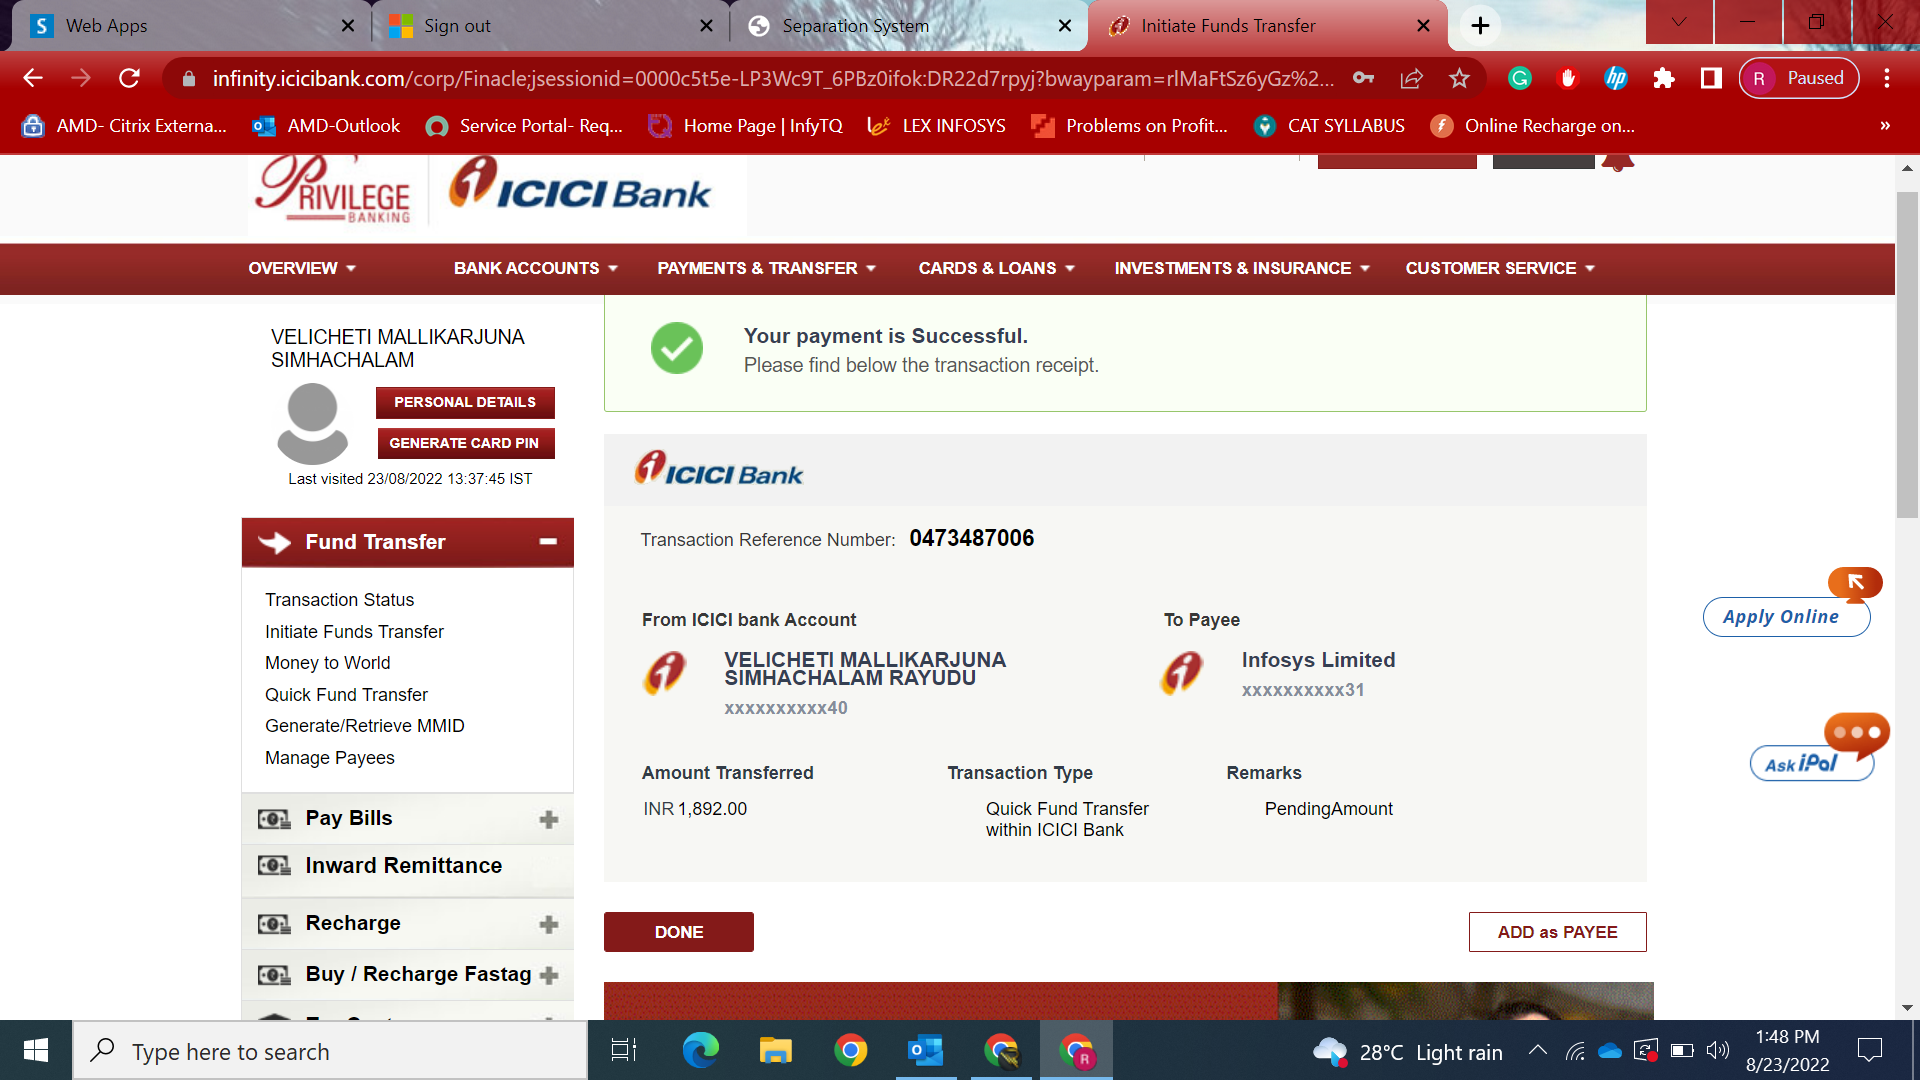 Web Apps
Sign out
Separation System
Initiate Funds Transfer
infinity.icicibank.com/corp/Finacle;jsessionid=0000c5t5e-LP3Wc9T_6PBz0ifok:DR22d7rpyj?bwayparam=rlMaFtSz6yGz%2...
R Paused
AMD- Citrix Externa...
AMD-Outlook
Service Portal- Req...
Home Page | InfyTQ
LEX INFOSYS
Problems on Profit...
CAT SYLLABUS
Online Recharge on...
»
PRIVILEGE
BANKING
ICICI Bank
OVERVIEW
BANK ACCOUNTS
PAYMENTS & TRANSFER
CARDS & LOANS
INVESTMENTS & INSURANCE
CUSTOMER SERVICE
VELICHETI MALLIKARJUNA
SIMHACHALAM
PERSONAL DETAILS
GENERATE CARD PIN
Last visited 23/08/2022 13:37:45 IST
Fund Transfer
Transaction Status
Initiate Funds Transfer
Money to World
Quick Fund Transfer
Generate/Retrieve MMID
Manage Payees
Pay Bills
Inward Remittance
Recharge
Buy / Recharge Fastag
Your payment is Successful.
Please find below the transaction receipt.
ICICI Bank
Transaction Reference Number: 0473487006
From ICICI bank Account
VELICHETI MALLIKARJUNA
SIMHACHALAM RAYUDU
xxxxxxxxxx40
To Payee
Infosys Limited
xxxxxxxxxx31
Amount Transferred
INR 1,892.00
Transaction Type
Quick Fund Transfer
within ICICI Bank
Remarks
PendingAmount
DONE
ADD as PAYEE
Apply Online
Ask iPal
Type here to search
28°C Light rain
1:48 PM
8/23/2022